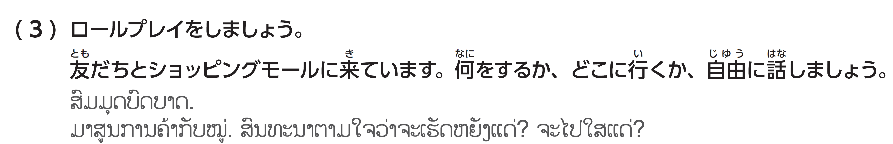 (3) ロールプレイをしましょう。
友だちとショッピングモールに来ています。何をするか、どこに行くか、自由に話しましょう。
ສົມມຸດບົດບາດ.
ມາສູນການຄ້າກັບໝູ່. ສົນທະນາຕາມໃຈວ່າຈະເຮັດຫຍັງແດ່? ຈະໄປໃສແດ່?